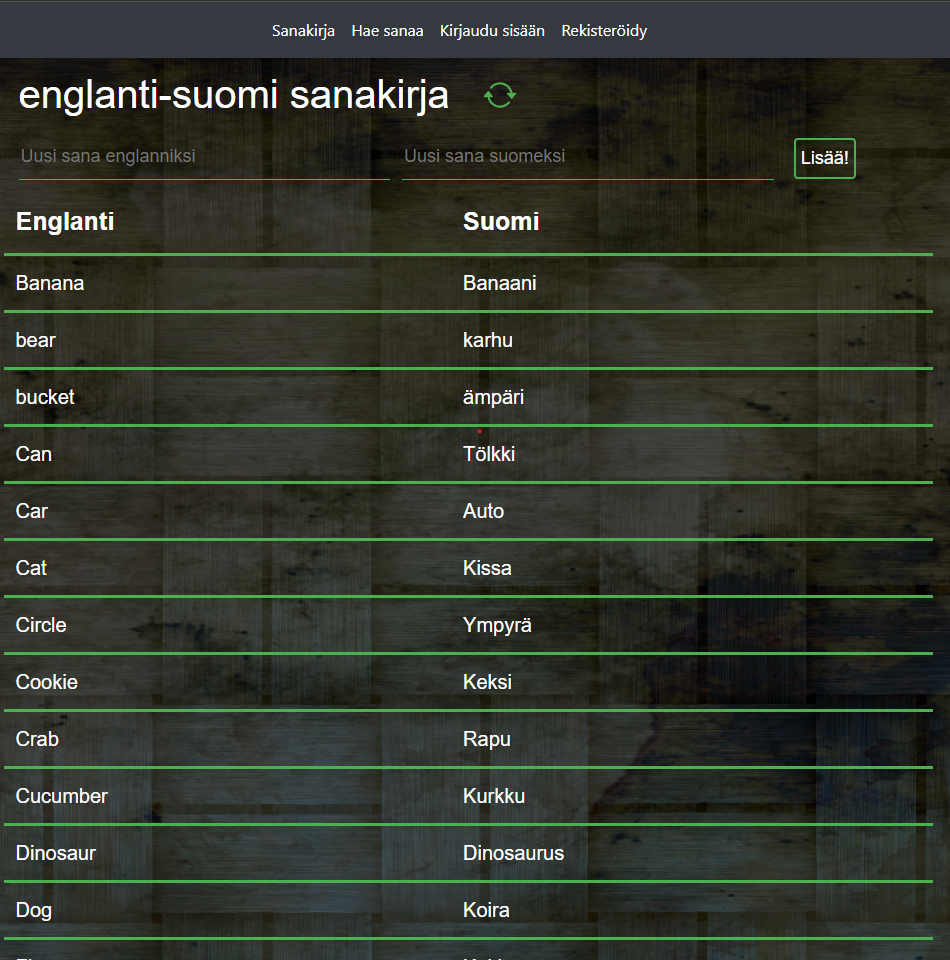 Sanakirja Hae sanaa Kirjaudu sisään Rekisteröidy
englanti-suomi sanakirja
Uusi sana englanniksi Uusi sana suomeksi Lisää!
Englanti Suomi
Banana Banaani
bear karhu
bucket ämpäri
Can Tölkki
Car Auto
Cat Kissa
Circle Ympyrä
Cookie Keksi
Crab Rapu
Cucumber Kurkku
Dinosaur Dinosaurus
Dog Koira